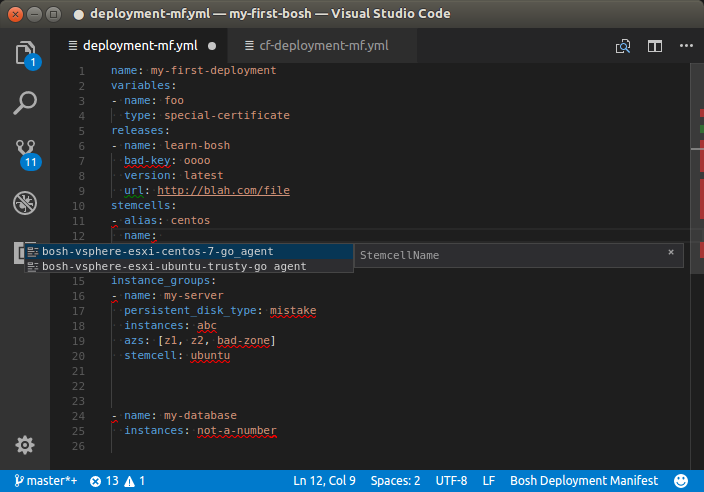 deployment-mf.yml — my-first-bosh — Visual Studio Code
deployment-mf.yml
cf-deployment-mf.yml
1
11
1 name: my-first-deployment
2 variables:
3 - name: foo
4 type: special-certificate
5 releases:
6 - name: learn-bosh
7 bad-key: oooo
8 version: latest
9 url: http://blah.com/file
10 stemcells:
11 - alias: centos
12 name:
bosh-vsphere-esxi-centos-7-go_agent
StemcellName ×
bosh-vsphere-esxi-ubuntu-trusty-go_agent
15 instance_groups:
16 - name: my-server
17 persistent_disk_type: mistake
18 instances: abc
19 azs: [z1, z2, bad-zone]
20 stemcell: ubuntu
21
22
23
24 - name: my-database
25 instances: not-a-number
26
master*+ 13 1 Ln 12, Col 9 Spaces: 2 UTF-8 LF Bosh Deployment Manifest